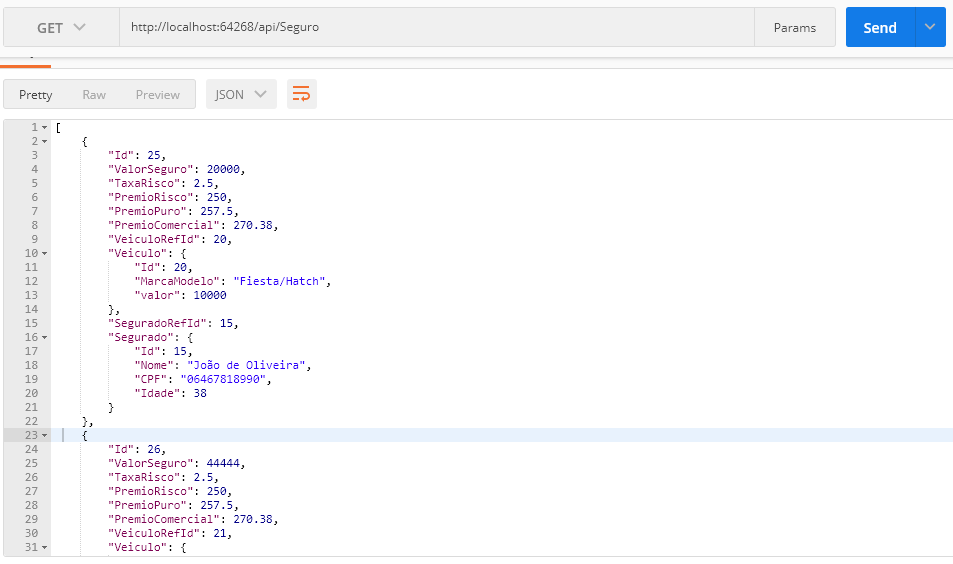 GET http://localhost:64268/api/Seguro Params Send
Pretty Raw Preview JSON
1 [
2 {
3 "Id": 25,
4 "ValorSeguro": 20000,
5 "TaxaRisco": 2.5,
6 "PremioRisco": 250,
7 "PremioPuro": 257.5,
8 "PremioComercial": 270.38,
9 "VeiculoRefId": 20,
10 "Veiculo": {
11 "Id": 20,
12 "MarcaModelo": "Fiesta/Hatch",
13 "valor": 10000
14 },
15 "SeguradoRefId": 15,
16 "Segurado": {
17 "Id": 15,
18 "Nome": "João de Oliveira",
19 "CPF": "06467818990",
20 "Idade": 38
21 }
22 },
23 {
24 "Id": 26,
25 "ValorSeguro": 44444,
26 "TaxaRisco": 2.5,
27 "PremioRisco": 250,
28 "PremioPuro": 257.5,
29 "PremioComercial": 270.38,
30 "VeiculoRefId": 21,
31 "Veiculo": {